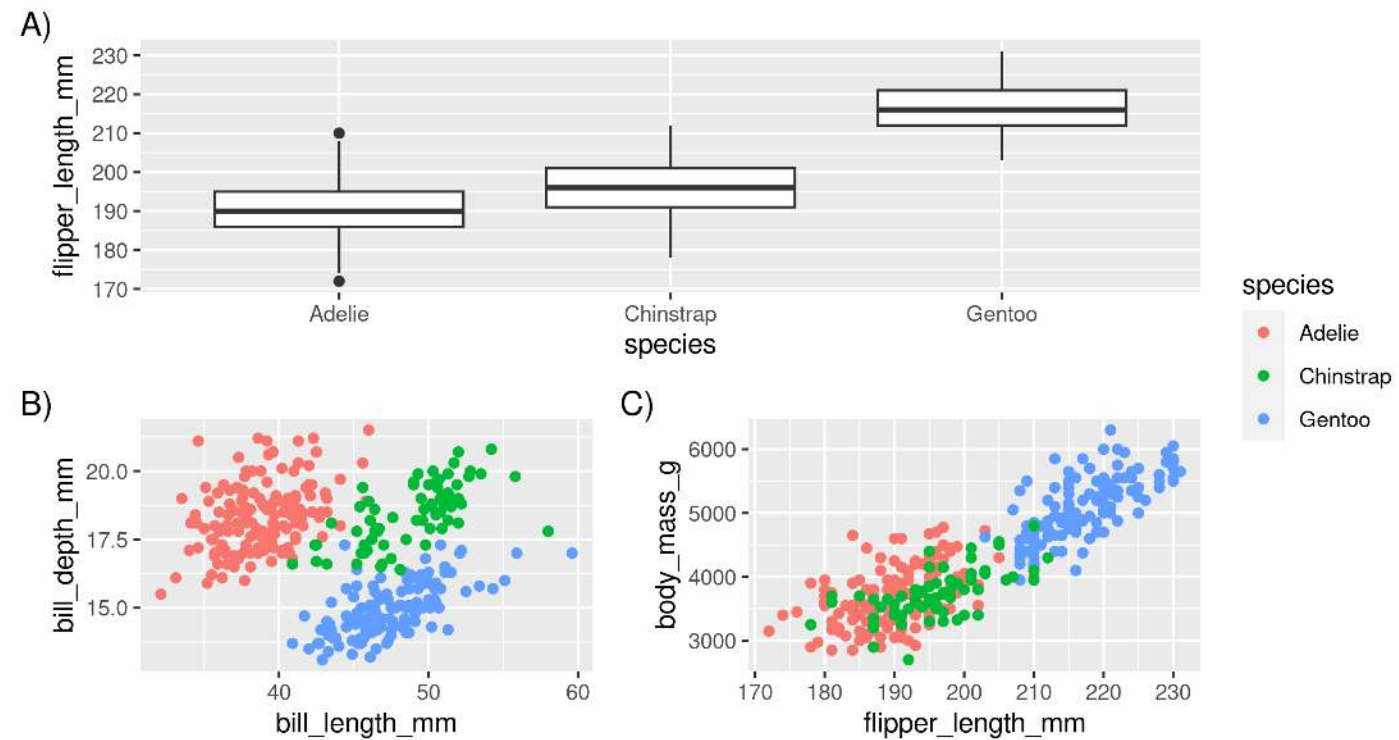 A)
flipper_length_mm
230
220
210
200
190
180
170
Adelie
Chinstrap
Gentoo
species
species
Adelie
Chinstrap
Gentoo
B)
bill_depth_mm
20.0
17.5
15.0
40
50
60
bill_length_mm
C)
body_mass_g
6000
5000
4000
3000
170
180
190
200
210
220
230
flipper_length_mm